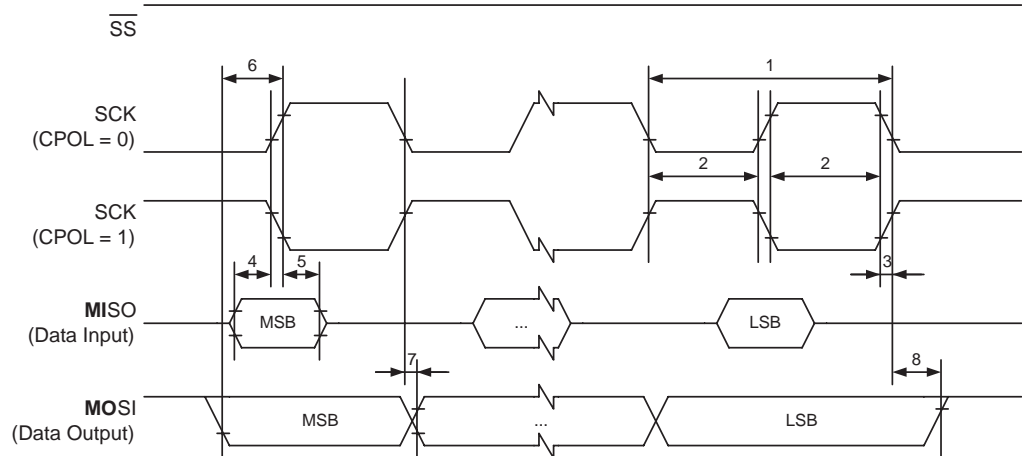 SS
6
1
SCK
(CPOL = 0)
2
2
SCK
(CPOL = 1)
4
5
3
MISO
(Data Input)
MSB
...
LSB
7
8
MOSI
(Data Output)
MSB
...
LSB